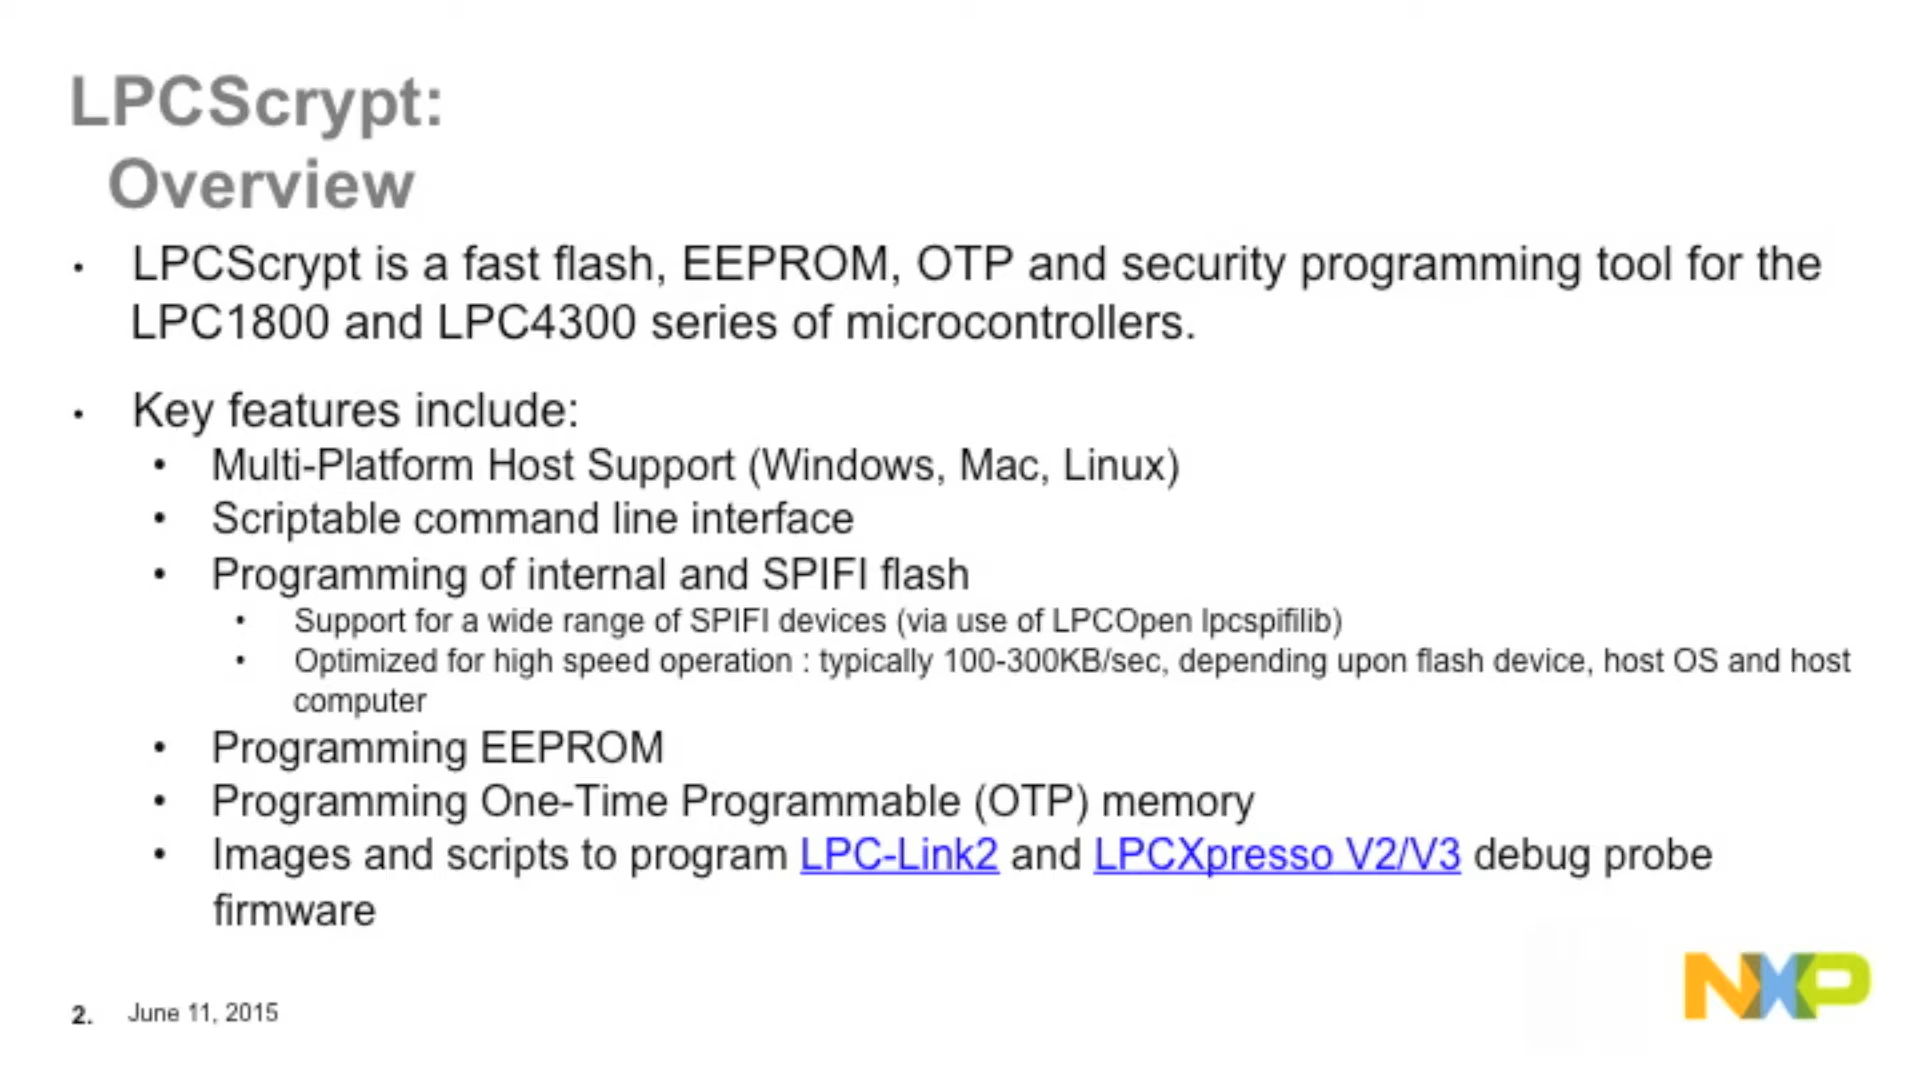 LPCScrypt:
Overview
• LPCScrypt is a fast flash, EEPROM, OTP and security programming tool for the
LPC1800 and LPC4300 series of microcontrollers.
• Key features include:
• Multi-Platform Host Support (Windows, Mac, Linux)
• Scriptable command line interface
• Programming of internal and SPIFI flash
• Support for a wide range of SPIFI devices (via use of LPCOpen lpcspifilib)
• Optimized for high speed operation : typically 100-300KB/sec, depending upon flash device, host OS and host
computer
• Programming EEPROM
• Programming One-Time Programmable (OTP) memory
• Images and scripts to program LPC-Link2 and LPCXpresso V2/V3 debug probe
firmware
NXP
2. June 11, 2015